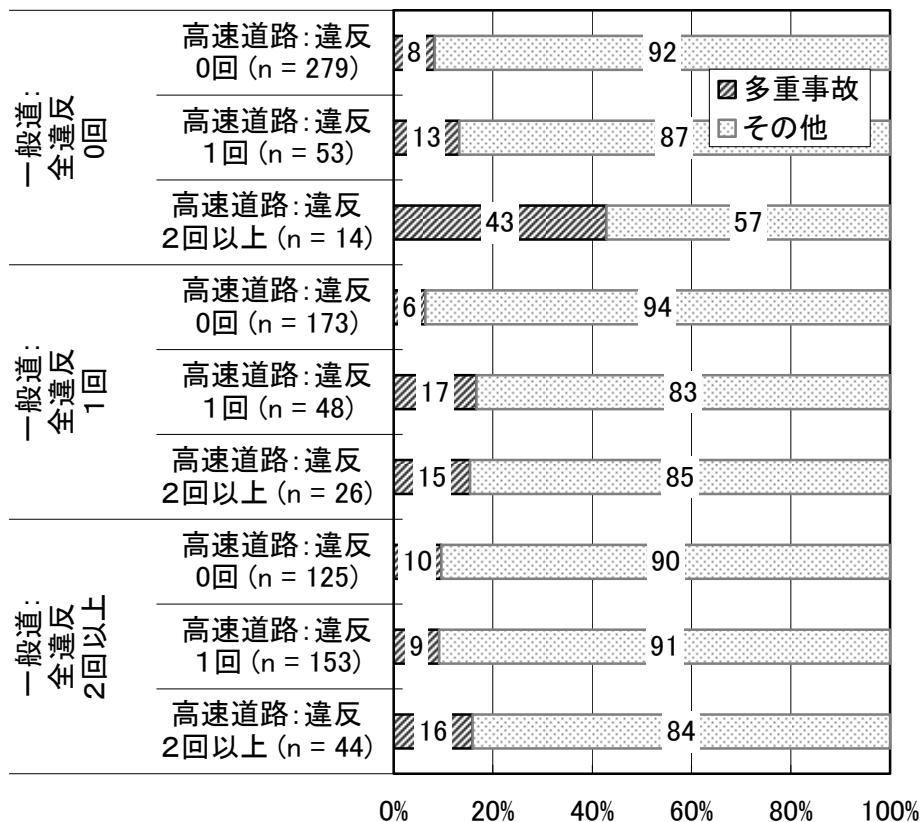 一般道:
全違反
0回
高速道路:違反
0回 (n = 279)
8
92
高速道路:違反
1回 (n = 53)
13
87
高速道路:違反
2回以上 (n = 14)
43
57
多重事故
その他
一般道:
全違反
1回
高速道路:違反
0回 (n = 173)
6
94
高速道路:違反
1回 (n = 48)
17
83
高速道路:違反
2回以上 (n = 26)
15
85
一般道:
全違反
2回以上
高速道路:違反
0回 (n = 125)
10
90
高速道路:違反
1回 (n = 153)
9
91
高速道路:違反
2回以上 (n = 44)
16
84
0%
20%
40%
60%
80%
100%